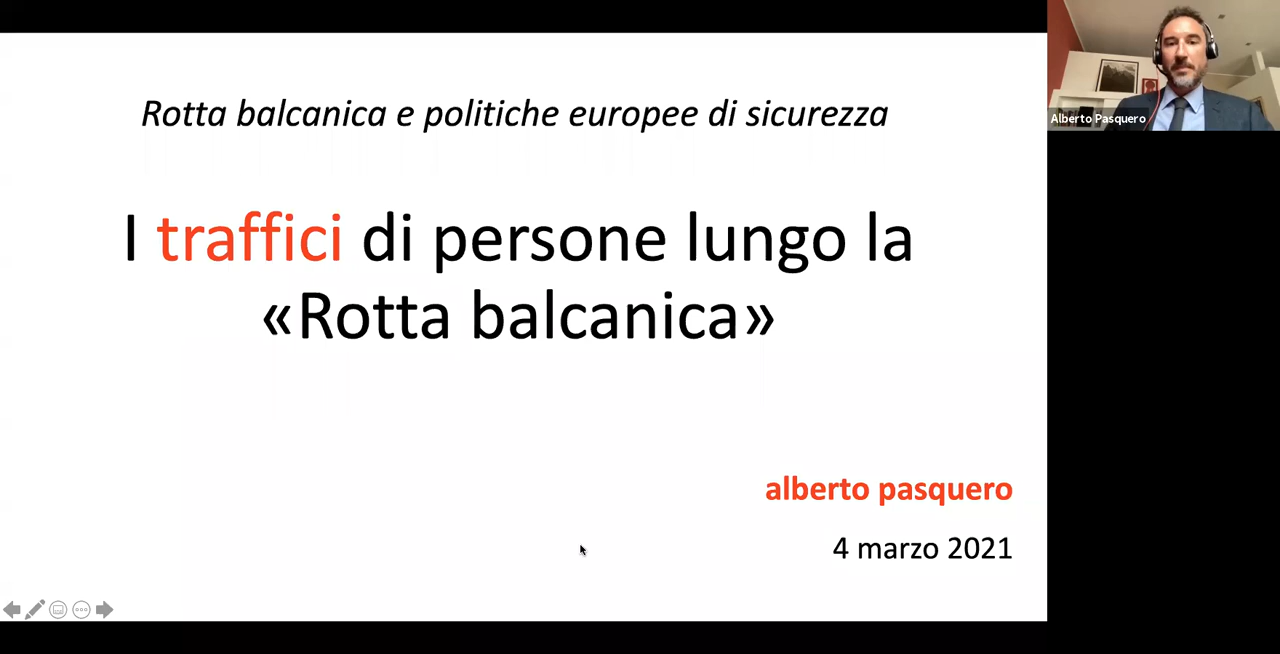 Rotta balcanica e politiche europee di sicurezza
I traffici di persone lungo la
«Rotta balcanica»
alberto pasquero
4 marzo 2021
Alberto Pasquero